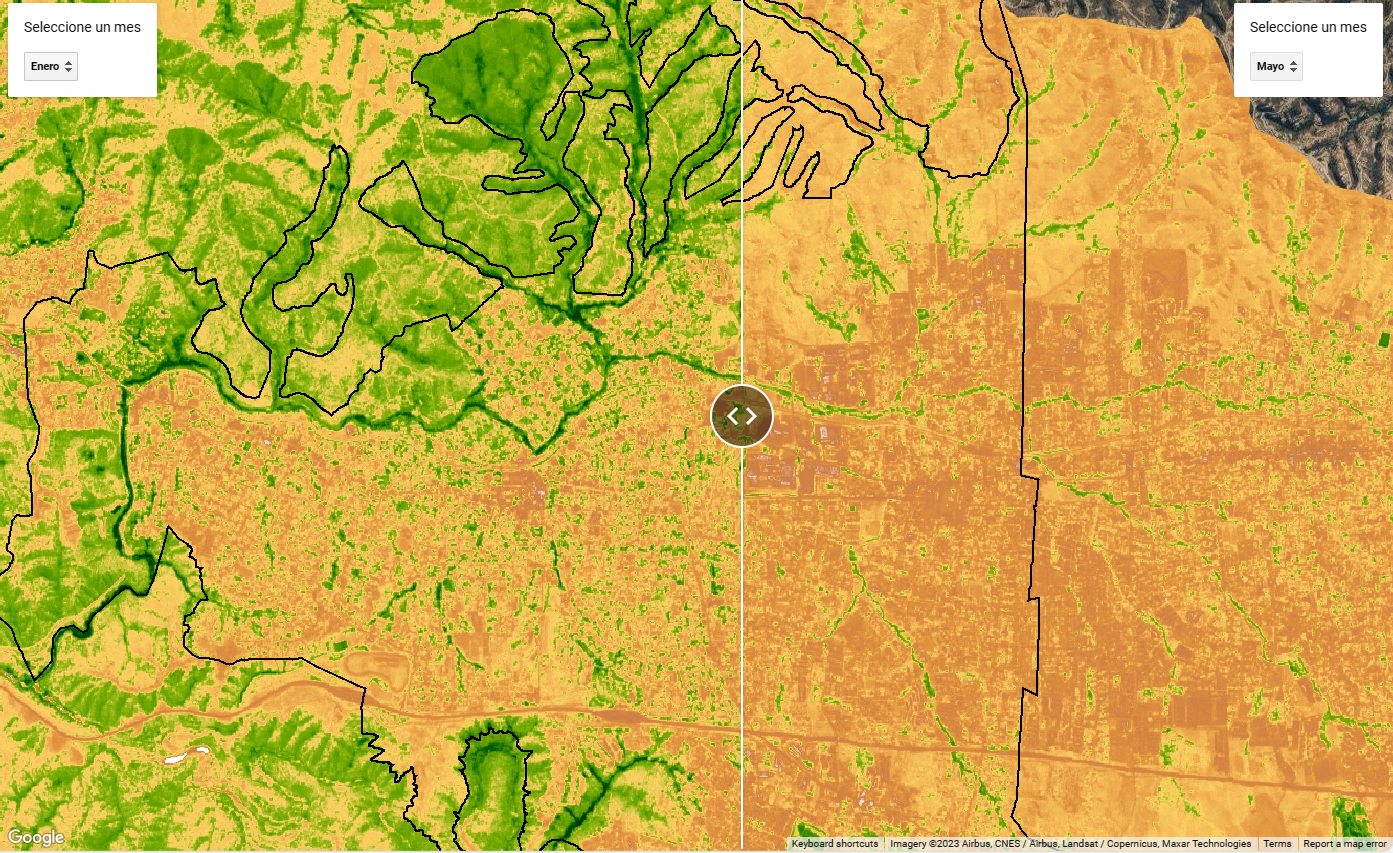 Seleccione un mes
Enero
Seleccione un mes
Mayo
Google
Keyboard shortcuts
Imagery ©2023 Airbus, CNES / Airbus, Landsat / Copernicus, Maxar Technologies
Terms
Report a map error